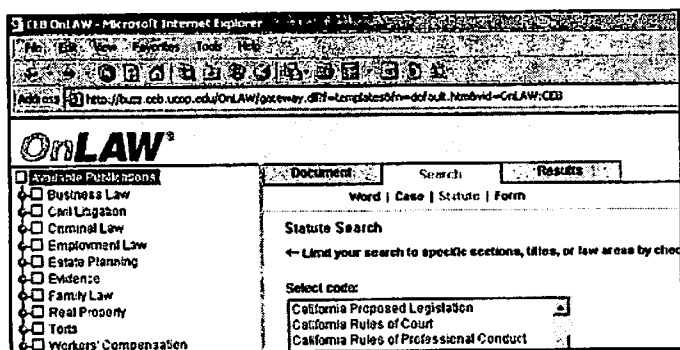 CEB OnLAW - Microsoft Internet Explorer
File Edit View Favorites Tools Help
Address http://buzz.ceb.ucop.edu/OnLAW/gateway.dll?f=templates&fn=default.htm&vid=OnLAW:CEB
OnLAW®
Available Publications
Business Law
Civil Litigation
Criminal Law
Employment Law
Estate Planning
Evidence
Family Law
Real Property
Torts
Workers' Compensation
Document Search Results
Word | Case | Statute | Form
Statute Search
← Limit your search to specific sections, titles, or law areas by chec
Select code:
California Proposed Legislation
California Rules of Court
California Rules of Professional Conduct